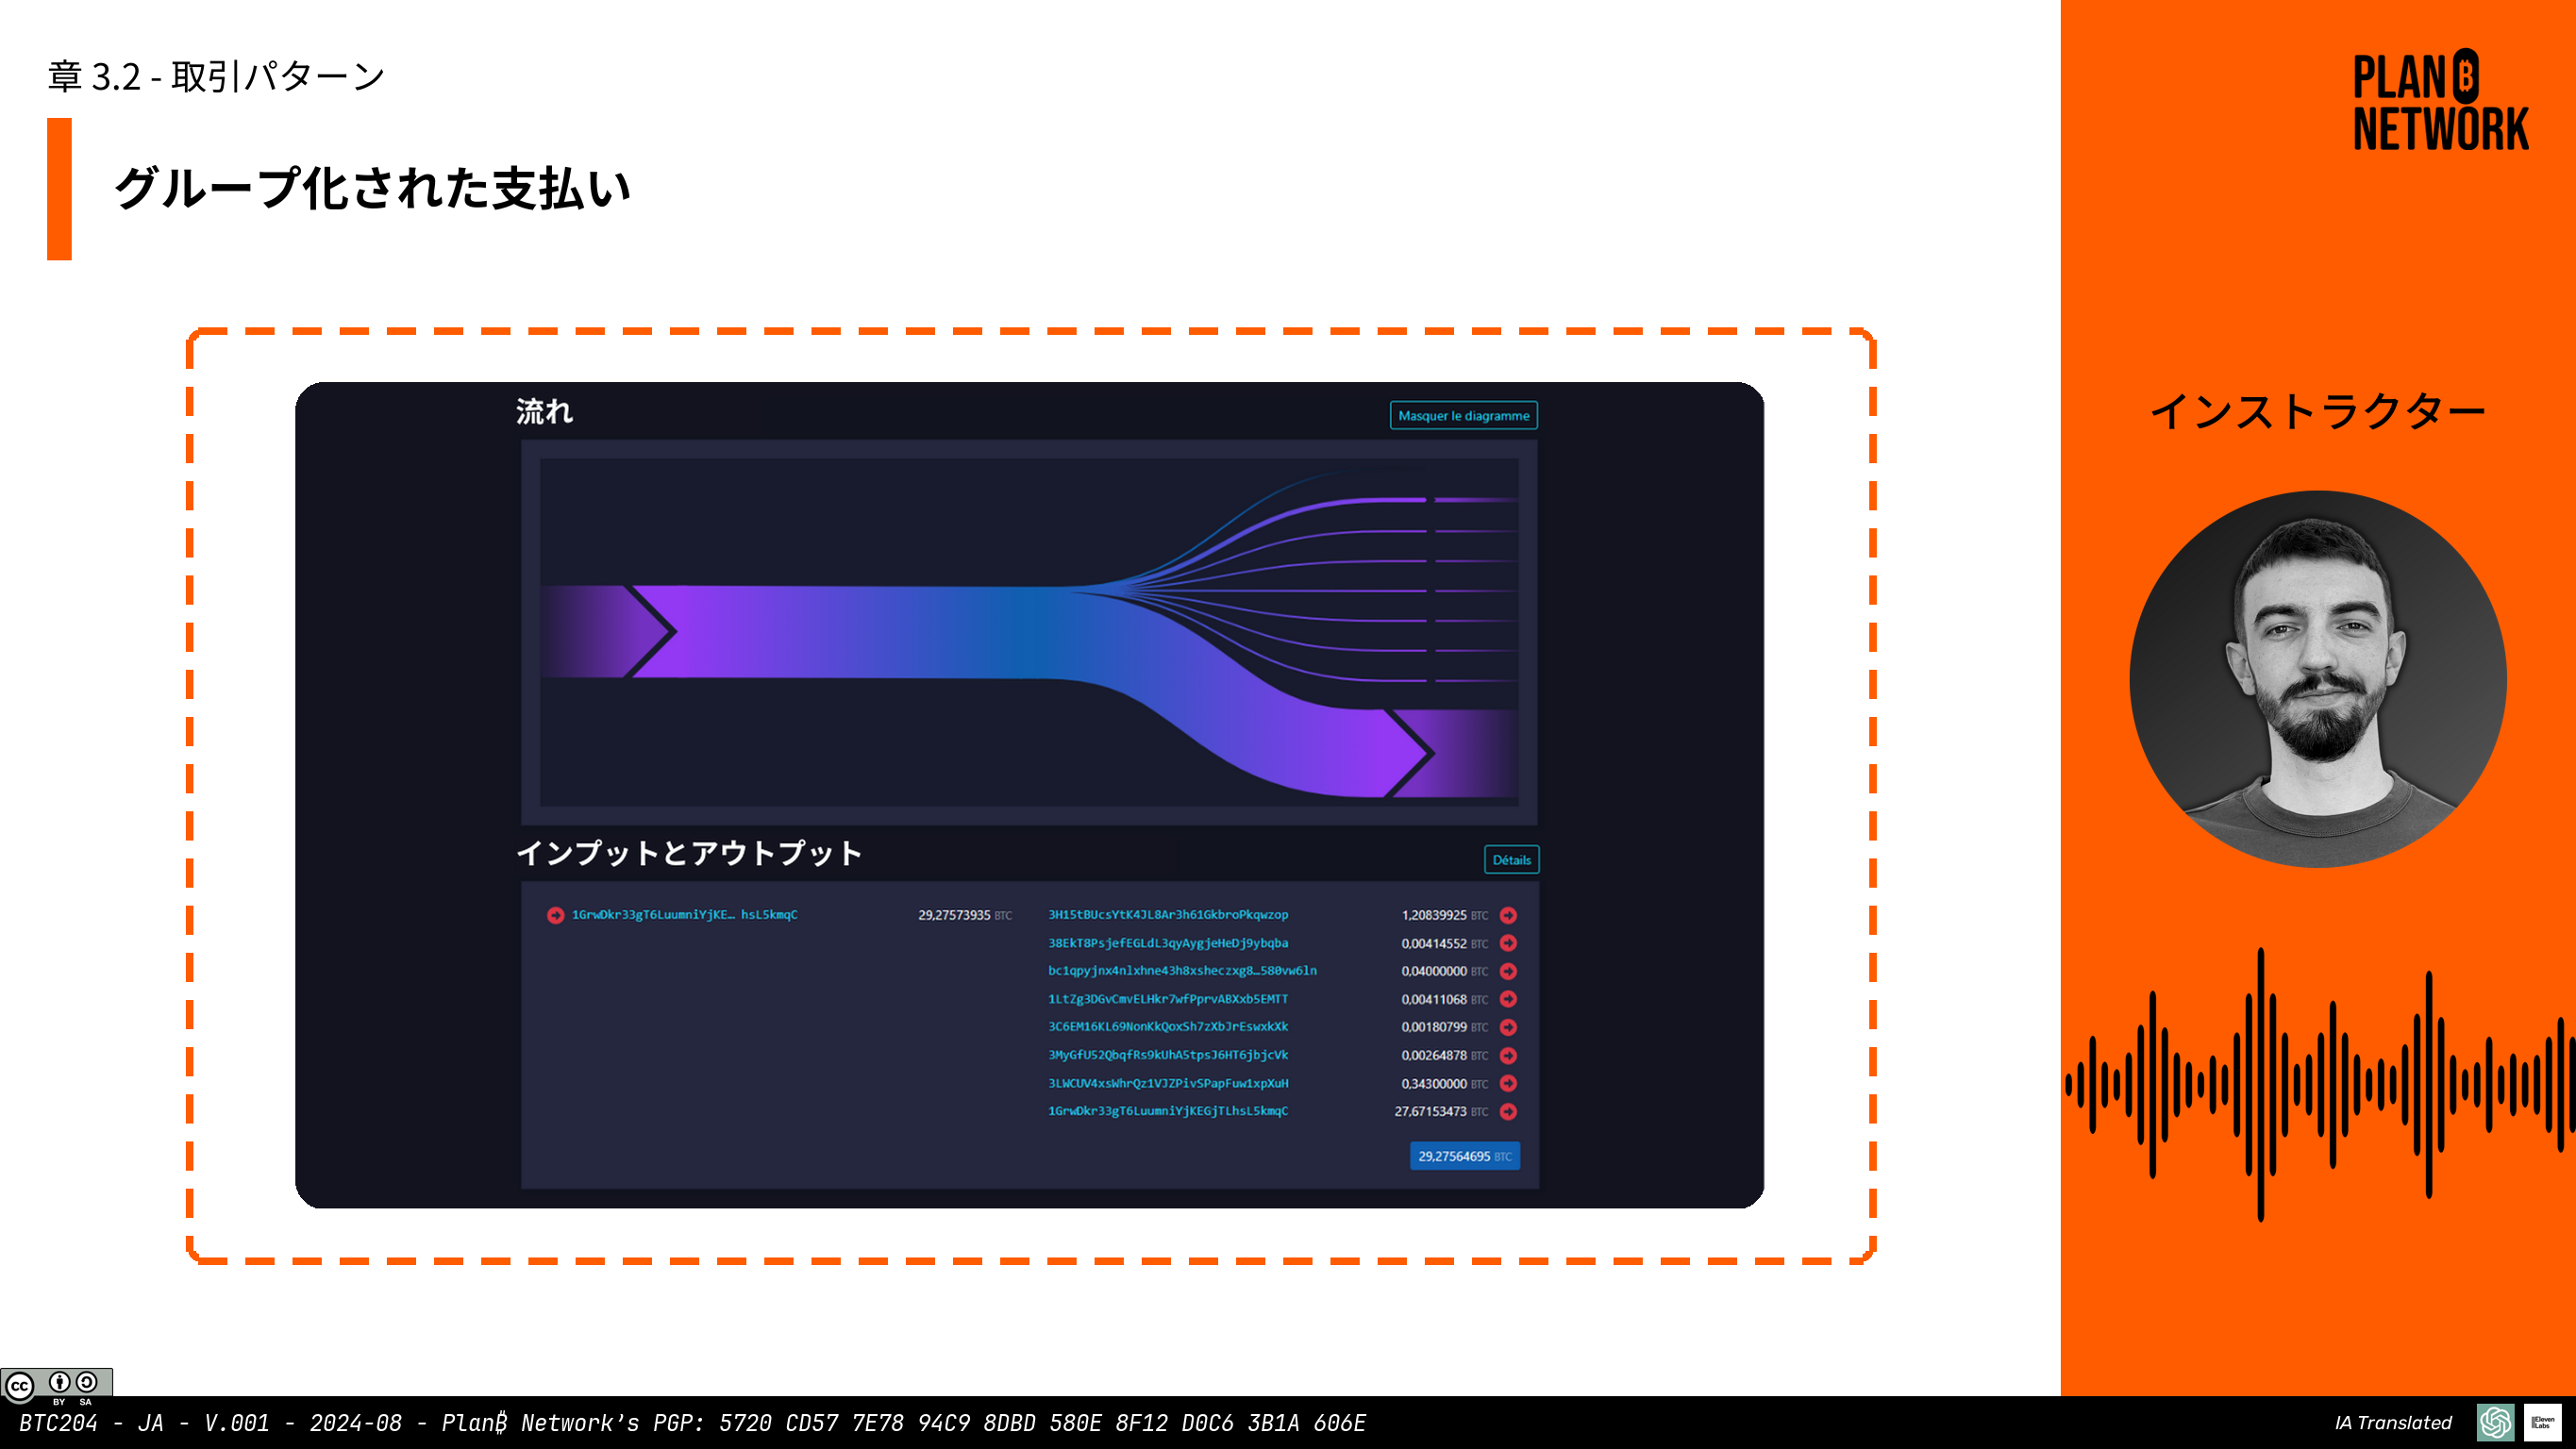 章 3.2 - 取引パターン
グループ化された支払い
PLAN ₿
NETWORK
インストラクター
流れ
Masquer le diagramme
インプットとアウトプット
Détails
1GrwDkr33gT6LuumniYjKE… hsL5kmqC 29,27573935 BTC
3H15tBUcsYtK4JL8Ar3h61GkbroPkqwzop 1,20839925 BTC
38EkT8PsjefEGLdL3qyAygjeHeDj9ybqba 0,00414552 BTC
bc1qpyjnx4nlxhne43h8xsheczxg8…580vw6ln 0,04000000 BTC
1LtZg3DGvCmvELHkr7wfPprvABXxb5EMTT 0,00411068 BTC
3C6EM16KL69NonKkQoxSh7zXbJrEswxkXk 0,00180799 BTC
3MyGfU52QbqfRs9kUhA5tpsJ6HT6jbjcVk 0,00264878 BTC
3LWCUV4xsWhrQz1VJZPivSPapFuw1xpXuH 0,34300000 BTC
1GrwDkr33gT6LuumniYjKEGjTLhsL5kmqC 27,67153473 BTC
29,27564695 BTC
cc BY SA
BTC204 - JA - V.001 - 2024-08 - Plan₿ Network’s PGP: 5720 CD57 7E78 94C9 8DBD 580E 8F12 D0C6 3B1A 606E
IA Translated
IIEleven
Labs